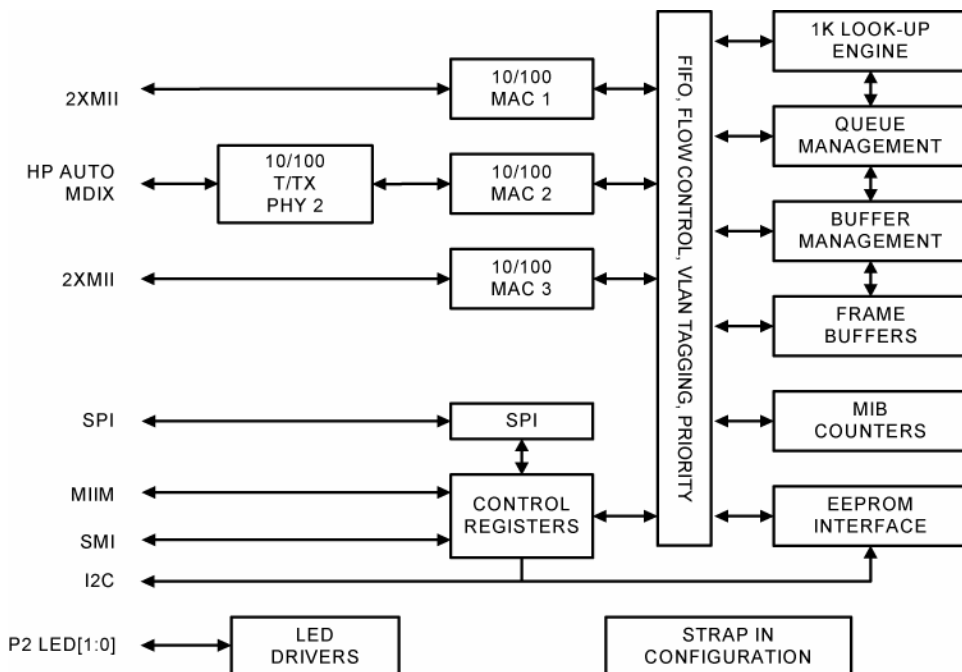 2XMII
10/100
MAC 1
HP AUTO
MDIX
10/100
T/TX
PHY 2
10/100
MAC 2
2XMII
10/100
MAC 3
SPI
SPI
MIIM
SMI
CONTROL
REGISTERS
I2C
P2 LED[1:0]
LED
DRIVERS
FIFO, FLOW CONTROL, VLAN TAGGING, PRIORITY
1K LOOK-UP
ENGINE
QUEUE
MANAGEMENT
BUFFER
MANAGEMENT
FRAME
BUFFERS
MIB
COUNTERS
EEPROM
INTERFACE
STRAP IN
CONFIGURATION